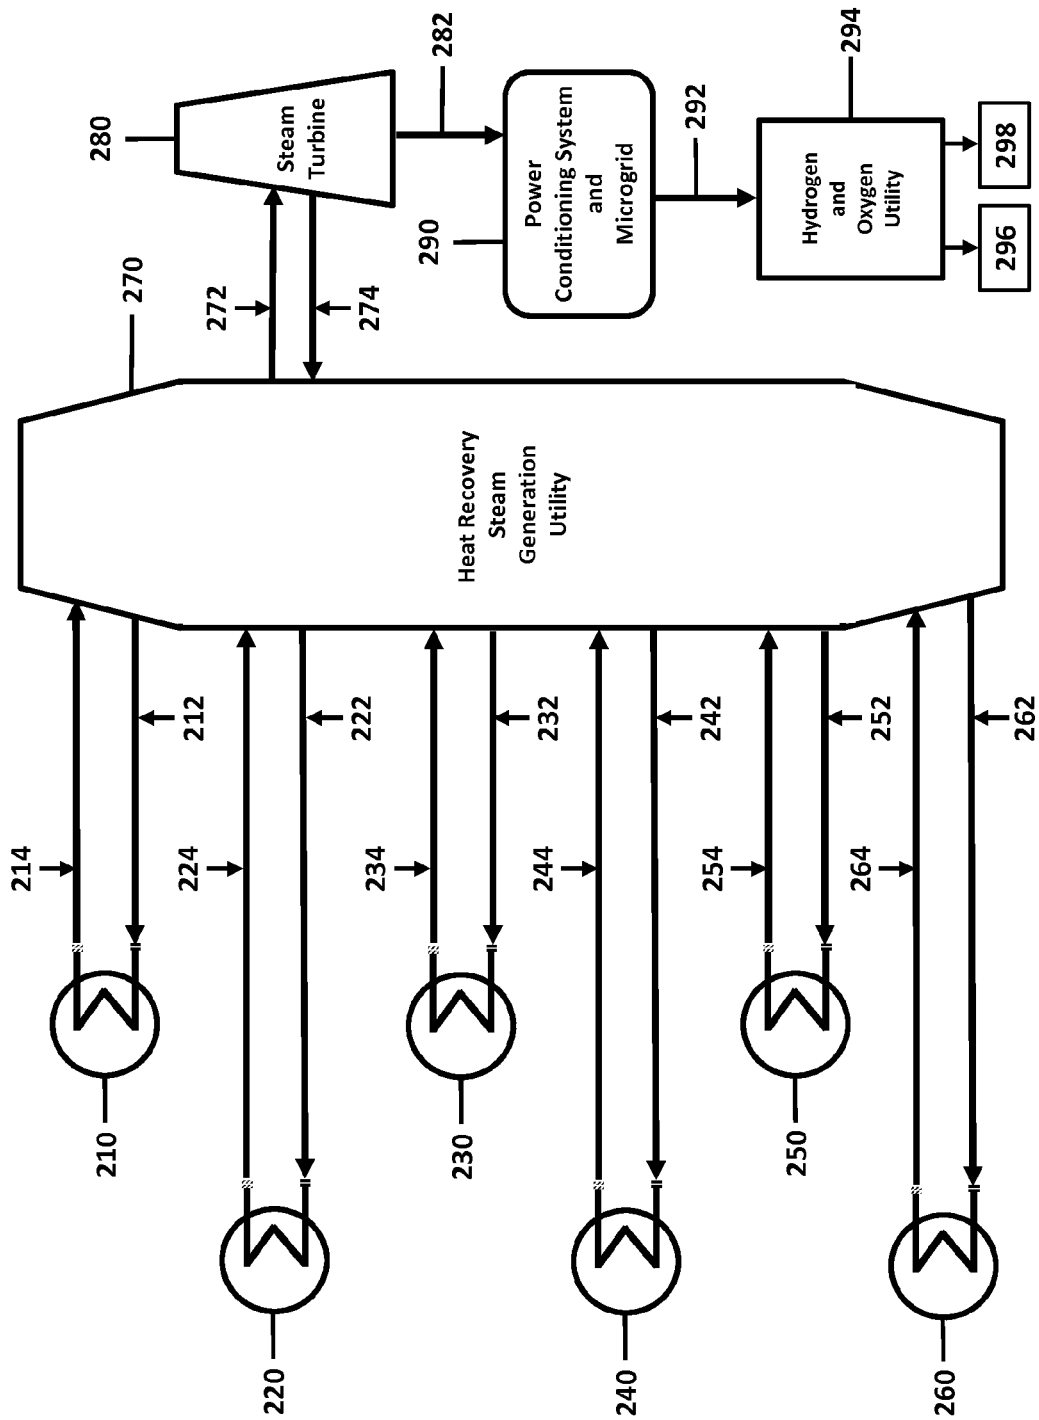 280
Steam
Turbine
282
290
Power
Conditioning System
and
Microgrid
292
Hydrogen
and
Oxygen
Utility
294
296
298
270
272
274
Heat Recovery
Steam
Generation
Utility
214
212
224
222
234
232
244
242
254
252
264
262
210
220
230
240
250
260